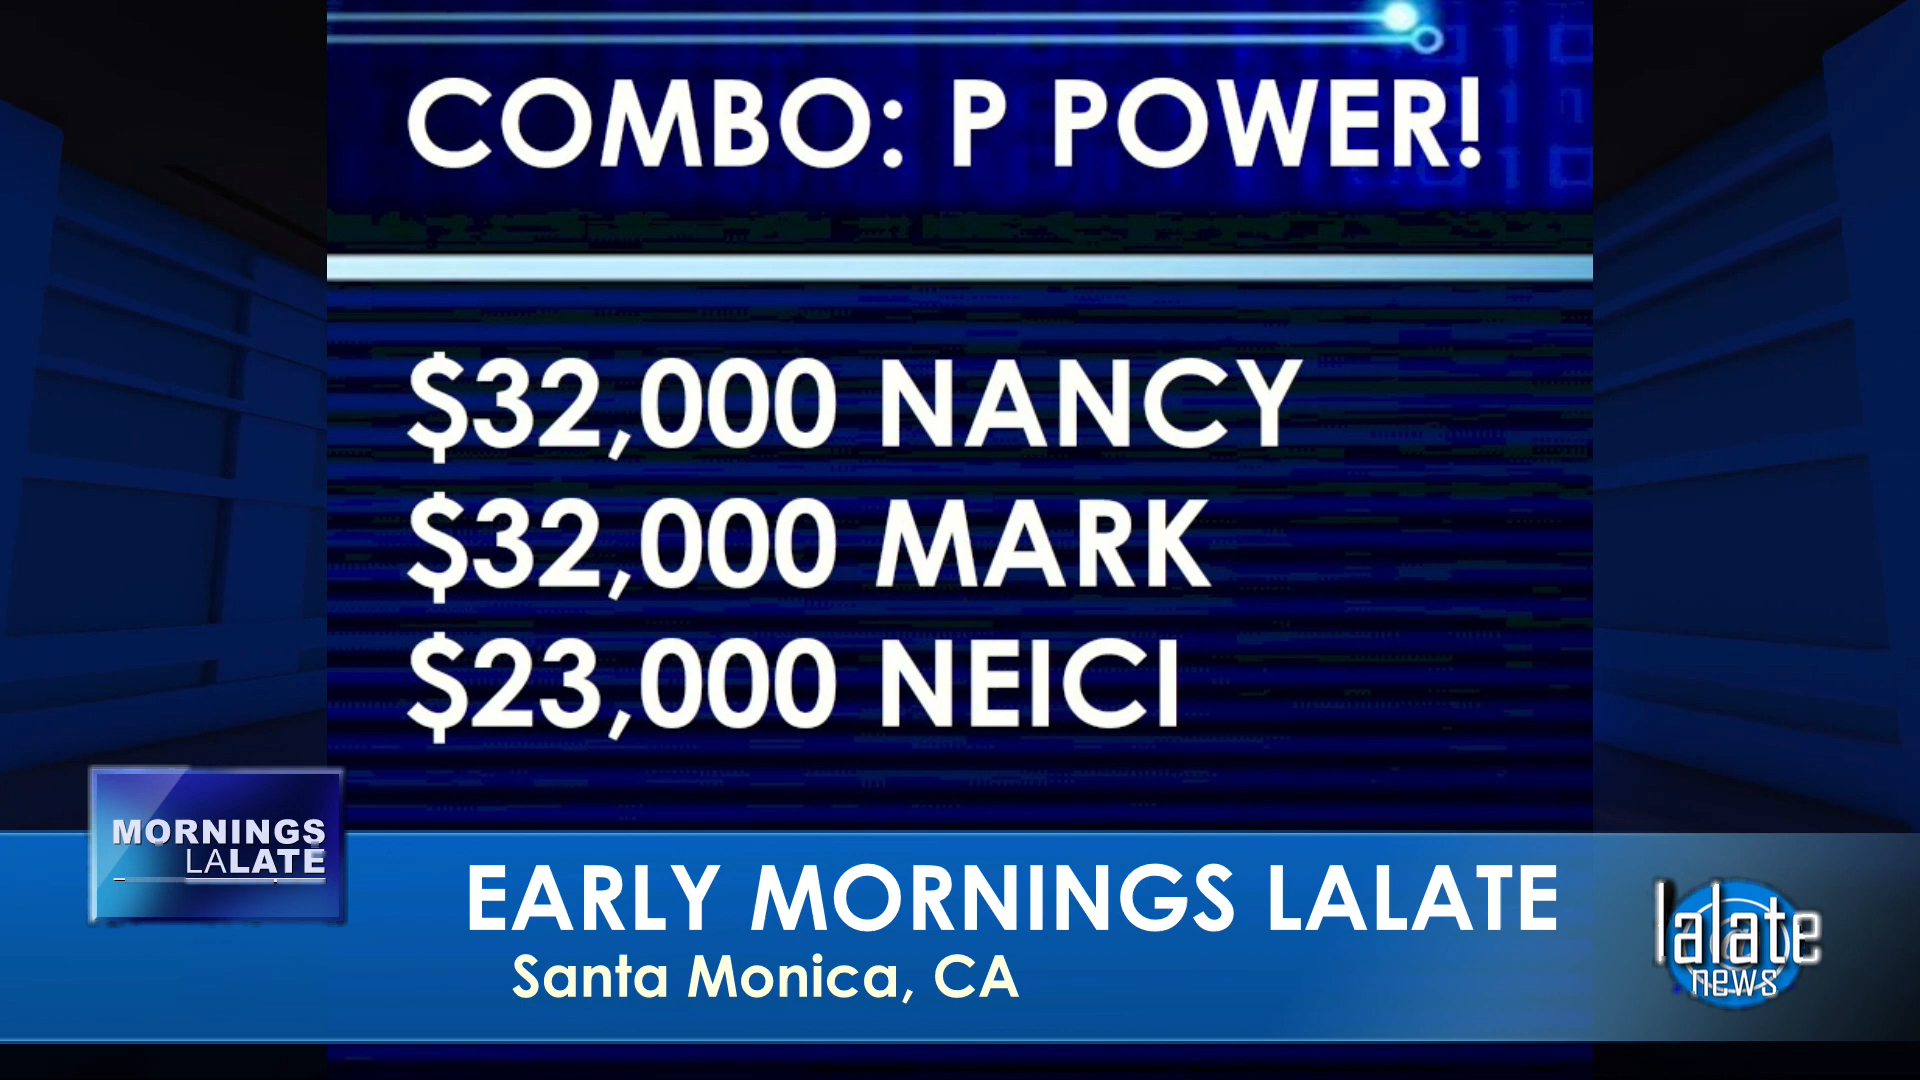 COMBO: P POWER!
$32,000 NANCY
$32,000 MARK
$23,000 NEICI
MORNINGS
LALATE
EARLY MORNINGS LALATE
Santa Monica, CA
lalate
news